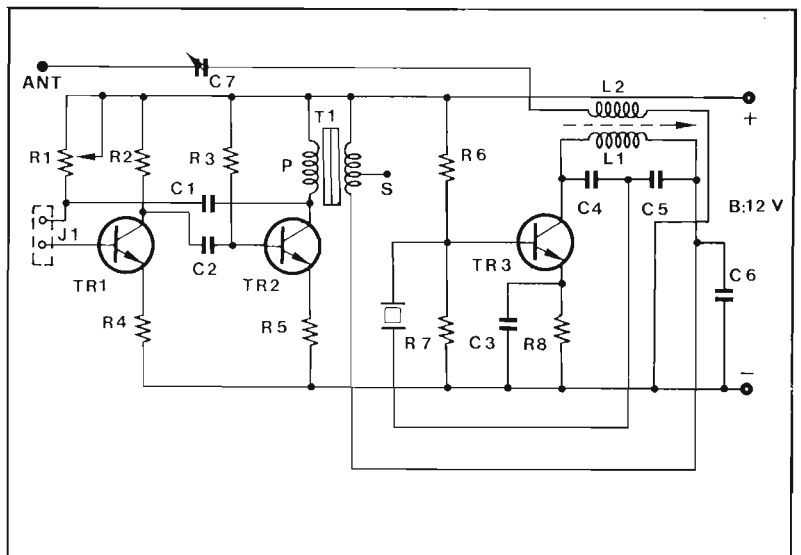 ANT
C7
L2
+
T1
L1
R1
R2
R3
P
R6
C1
S
C4
C5
B:12 V
J1
C2
TR1
TR2
TR3
C6
R4
R5
R7
C3
R8
−